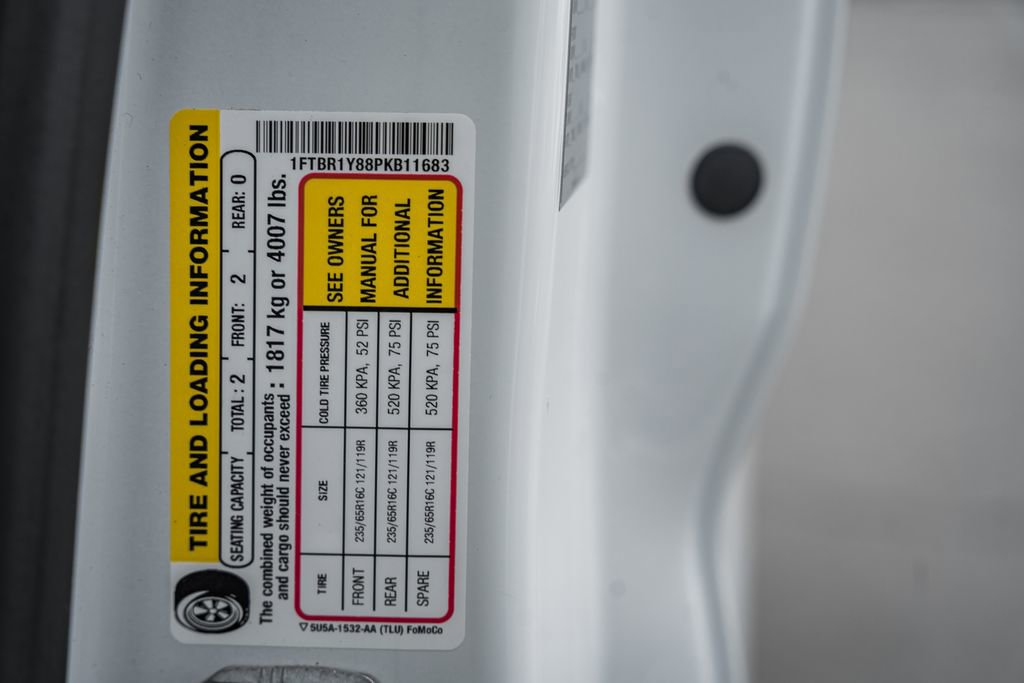 TIRE AND LOADING INFORMATION
SEATING CAPACITY TOTAL : 2 FRONT: 2 REAR: 0
The combined weight of occupants
and cargo should never exceed : 1817 kg or 4007 lbs.
TIRE SIZE COLD TIRE PRESSURE
FRONT 235/65R16C 121/119R 360 KPA, 52 PSI
REAR 235/65R16C 121/119R 520 KPA, 75 PSI
SPARE 235/65R16C 121/119R 520 KPA, 75 PSI
SEE OWNERS
MANUAL FOR
ADDITIONAL
INFORMATION
1FTBR1Y88PKB11683
5U5A-1532-AA (TLU) FoMoCo